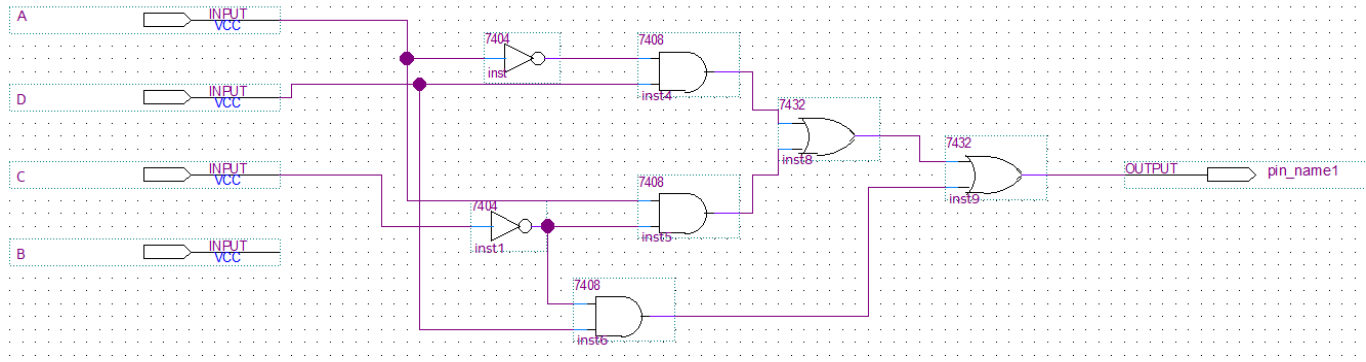 A
INPUT
VCC
7404
inst
7408
inst4
D
INPUT
VCC
7432
inst8
7432
inst9
OUTPUT
pin_name1
C
INPUT
VCC
7404
inst1
7408
inst5
B
INPUT
VCC
7408
inst6